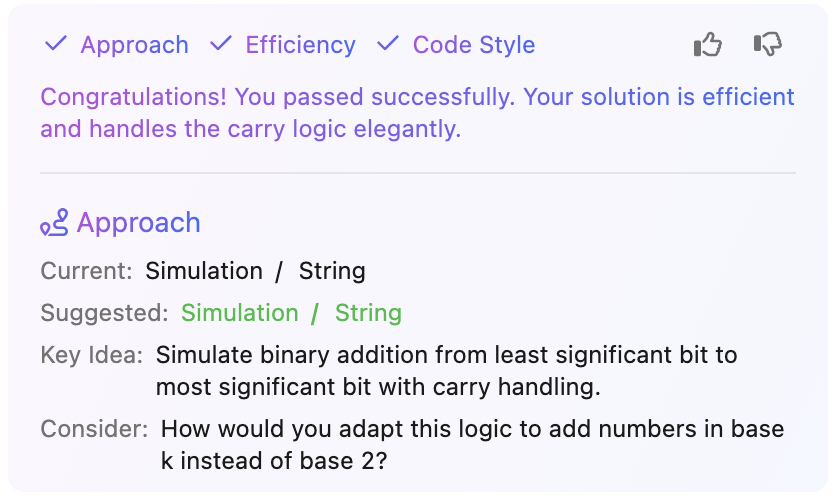 Approach Efficiency Code Style
Congratulations! You passed successfully. Your solution is efficient
and handles the carry logic elegantly.
Approach
Current: Simulation / String
Suggested: Simulation / String
Key Idea: Simulate binary addition from least significant bit to
most significant bit with carry handling.
Consider: How would you adapt this logic to add numbers in base
k instead of base 2?